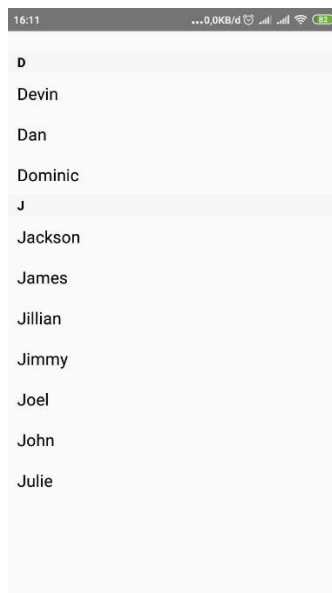 16:11 ...0,0KB/d 82
D
Devin
Dan
Dominic
J
Jackson
James
Jillian
Jimmy
Joel
John
Julie